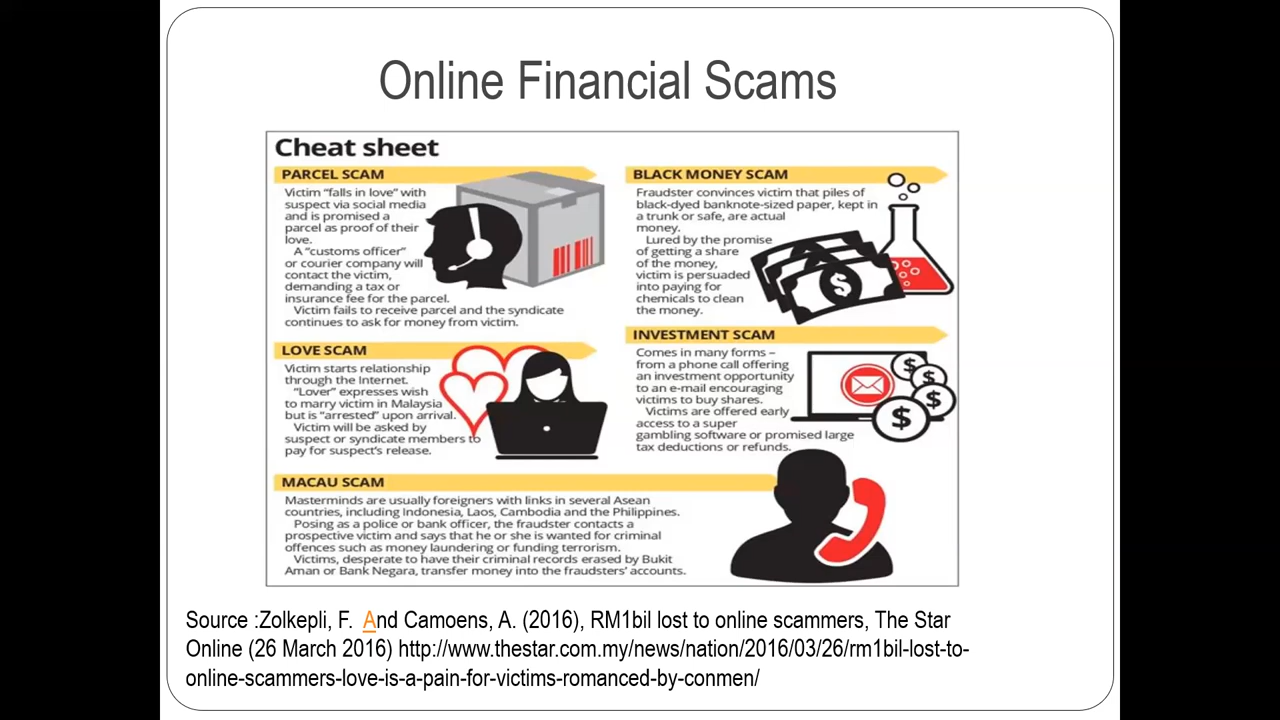 Online Financial Scams
Cheat sheet
PARCEL SCAM
Victim "falls in love" with
suspect via social media
and is promised a
parcel as proof of their
love.
A "customs officer"
or courier company will
contact the victim,
demanding a tax or
insurance fee for the parcel.
Victim fails to receive parcel and the syndicate
continues to ask for money from victim.
LOVE SCAM
Victim starts relationship
through the Internet.
"Lover" expresses wish
to marry victim in Malaysia
but is "arrested" upon arrival.
Victim will be asked by
suspect or syndicate members to
pay for suspect's release.
BLACK MONEY SCAM
Fraudster convinces victim that piles of
black-dyed banknote-sized paper, kept in
a trunk or safe, are actual
money.
Lured by the promise
of getting a share
of the money,
victim is persuaded
into paying for
chemicals to clean
the money.
$
INVESTMENT SCAM
Comes in many forms –
from a phone call offering
an investment opportunity
to an e-mail encouraging
victims to buy shares.
Victims are offered early
access to a super
gambling software or promised large
tax deductions or refunds.
$
$
$
$
MACAU SCAM
Masterminds are usually foreigners with links in several Asean
countries, including Indonesia, Laos, Cambodia and the Philippines.
Posing as a police or bank officer, the fraudster contacts a
prospective victim and says that he or she is wanted for criminal
offences such as money laundering or funding terrorism.
Victims, desperate to have their criminal records erased by Bukit
Aman or Bank Negara, transfer money into the fraudsters' accounts.
Source :Zolkepli, F. And Camoens, A. (2016), RM1bil lost to online scammers, The Star
Online (26 March 2016) http://www.thestar.com.my/news/nation/2016/03/26/rm1bil-lost-to-
online-scammers-love-is-a-pain-for-victims-romanced-by-conmen/